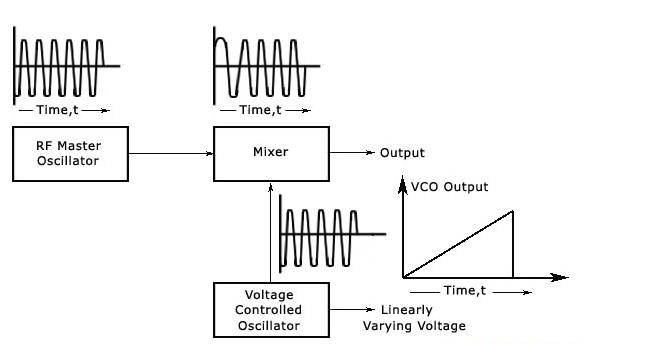 Time,t
Time,t
RF Master
Oscillator
Mixer
Output
VCO Output
Time,t
Voltage
Controlled
Oscillator
Linearly
Varying Voltage